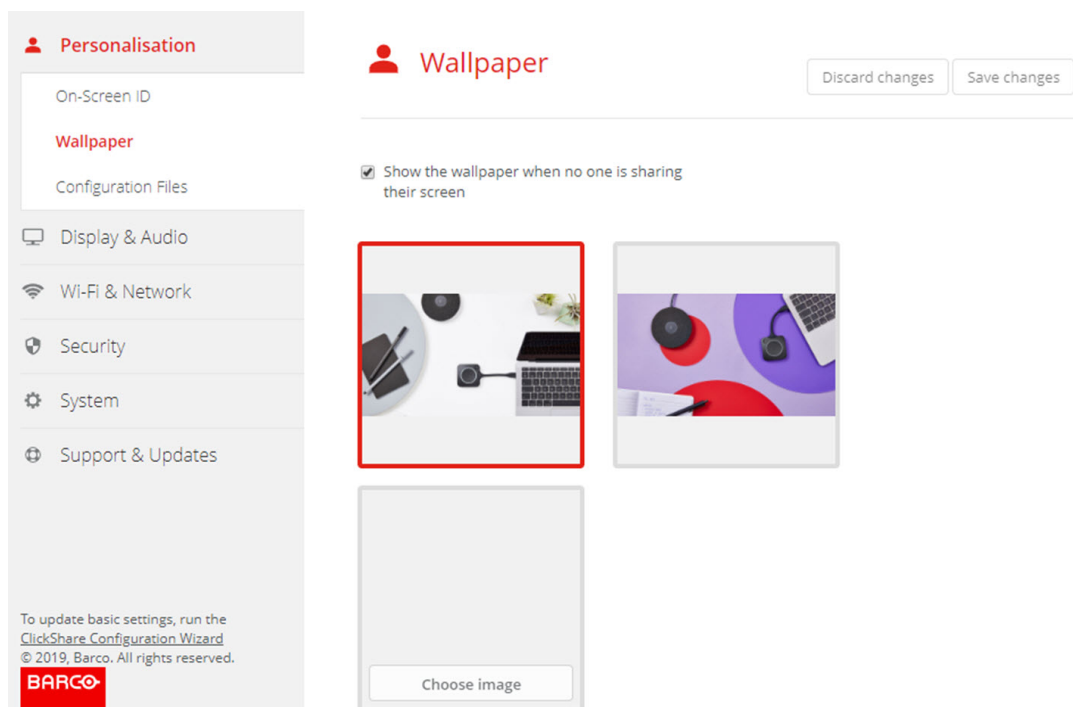 Personalisation
On-Screen ID
Wallpaper
Configuration Files
Display & Audio
Wi-Fi & Network
Security
System
Support & Updates
To update basic settings, run the
ClickShare Configuration Wizard
© 2019, Barco. All rights reserved.
BARCO
Wallpaper
Discard changes
Save changes
Show the wallpaper when no one is sharing
their screen
Choose image